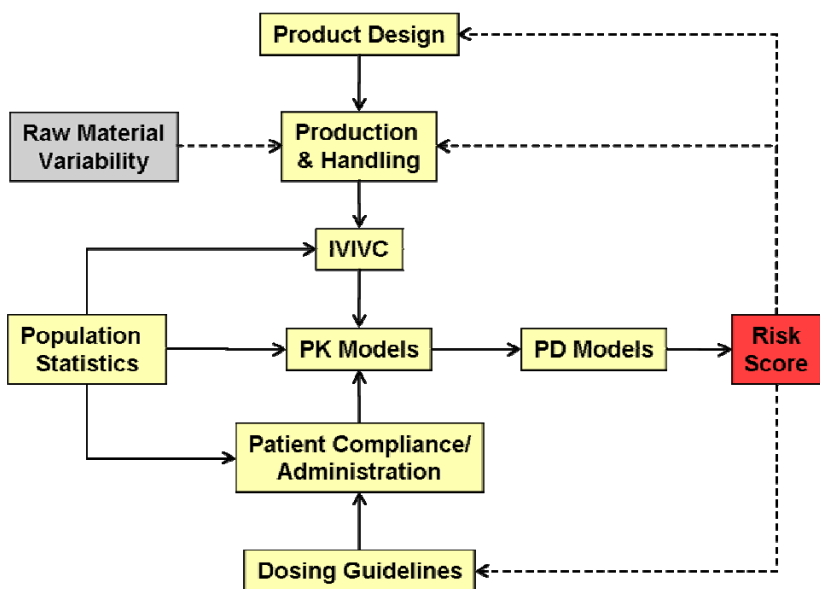 Product Design
Raw Material
Variability
Production
& Handling
IVIVC
Population
Statistics
PK Models
PD Models
Risk
Score
Patient Compliance/
Administration
Dosing Guidelines